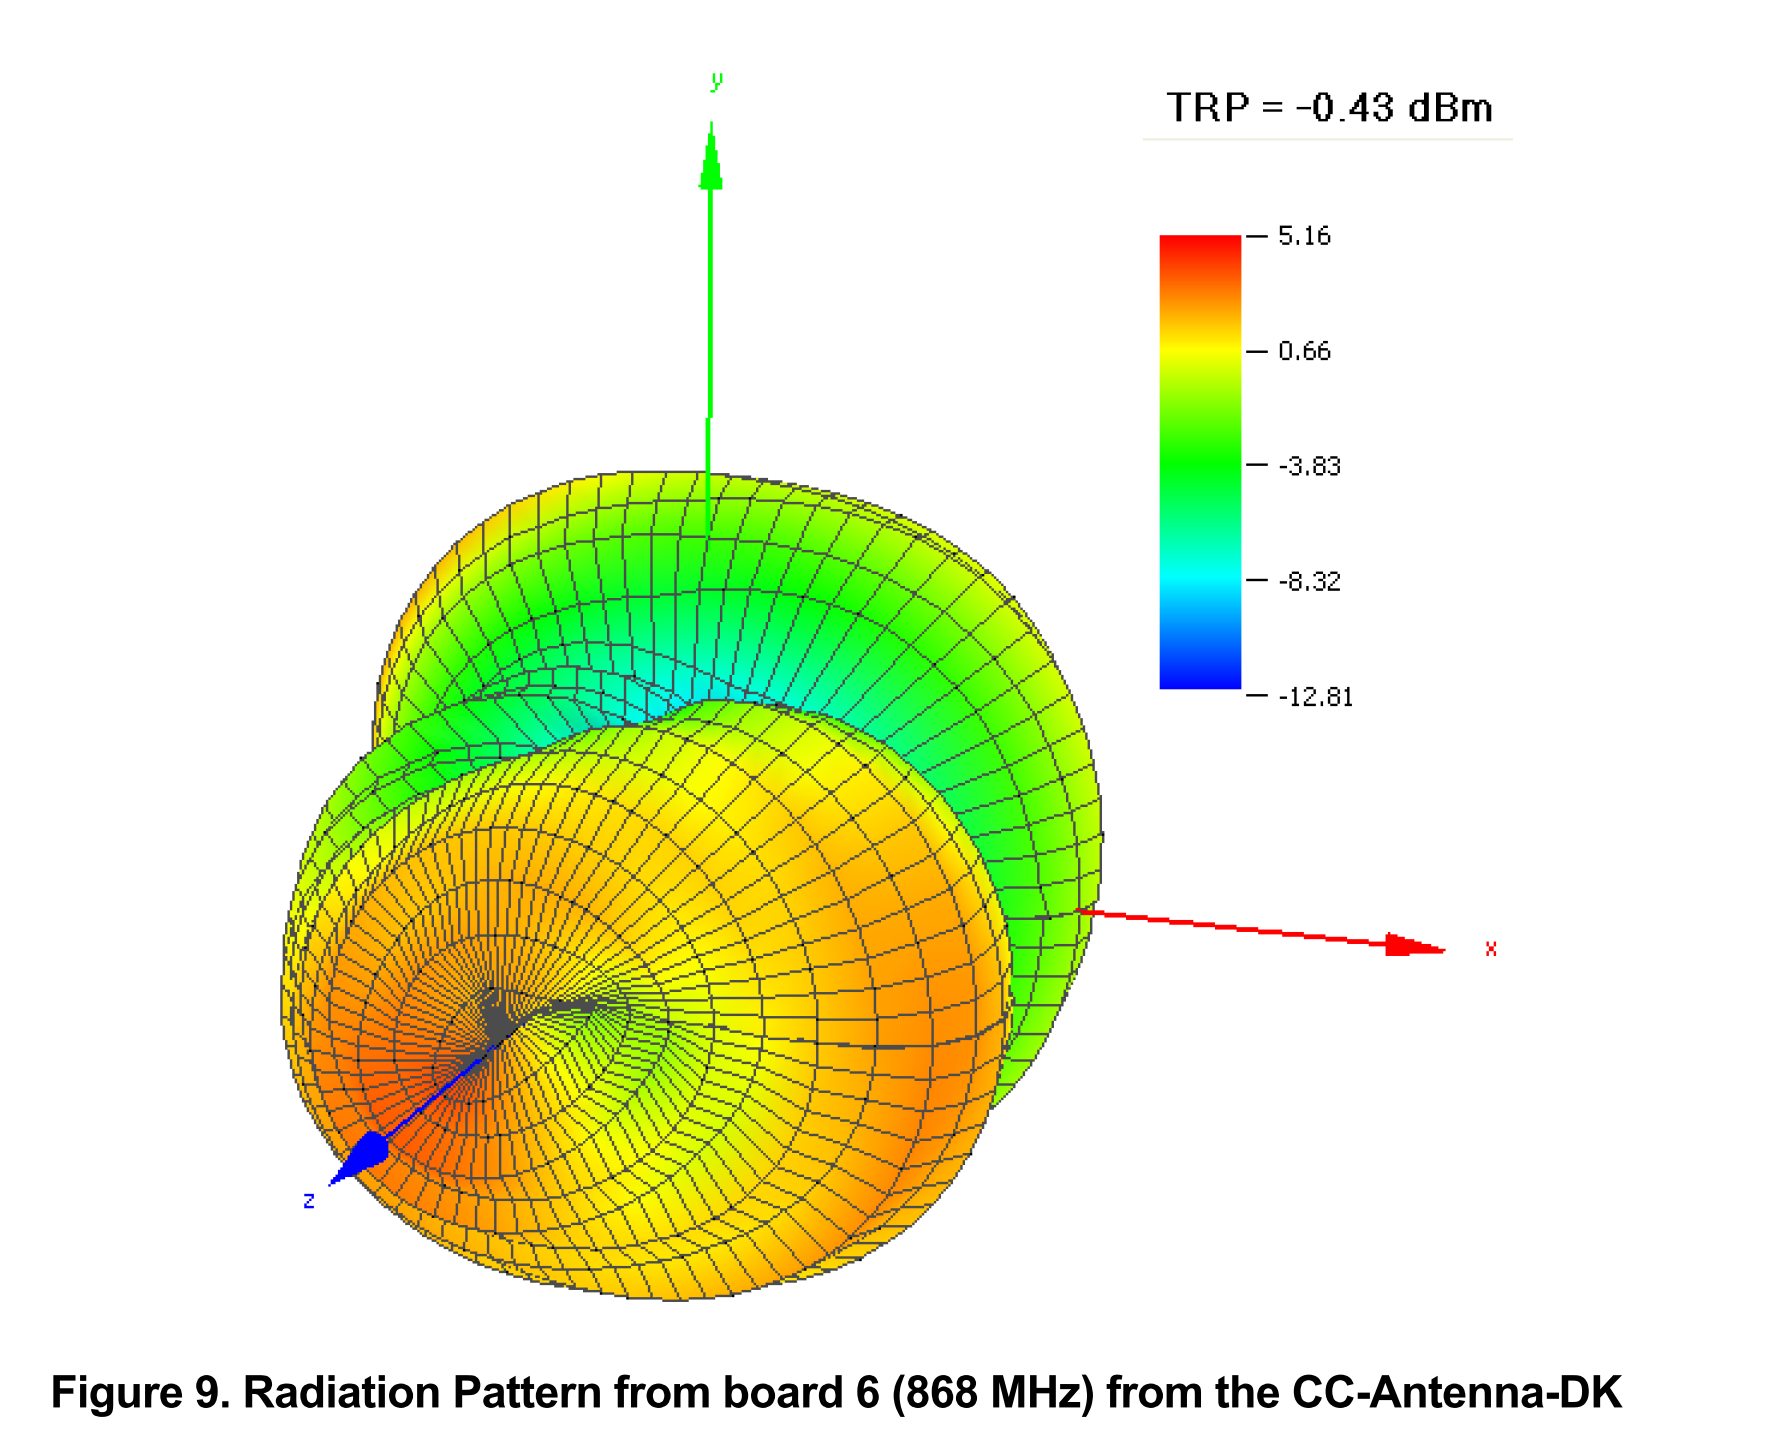 y
TRP = -0.43 dBm
5.16
0.66
-3.83
-8.32
-12.81
x
z
Figure 9. Radiation Pattern from board 6 (868 MHz) from the CC-Antenna-DK